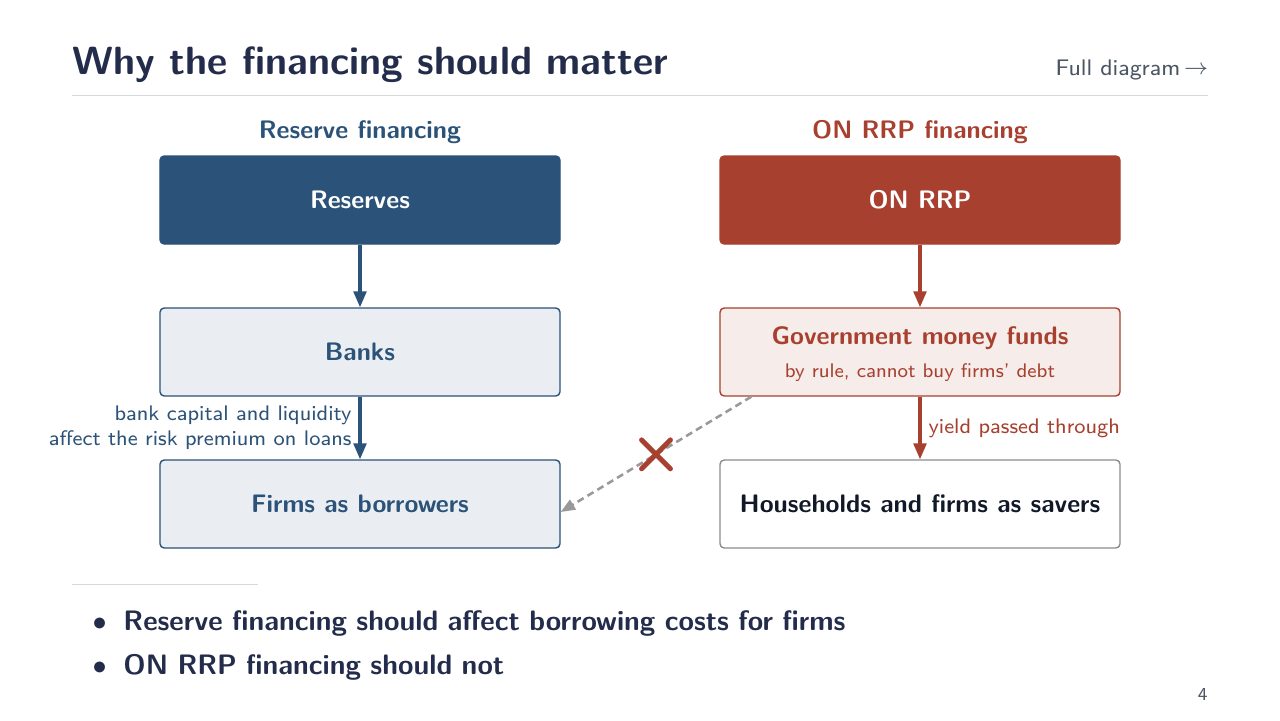 Why the financing should matter
Full diagram →
Reserve financing
Reserves
Banks
bank capital and liquidity
affect the risk premium on loans
Firms as borrowers
ON RRP financing
ON RRP
Government money funds
by rule, cannot buy firms' debt
yield passed through
Households and firms as savers
• Reserve financing should affect borrowing costs for firms
• ON RRP financing should not
4